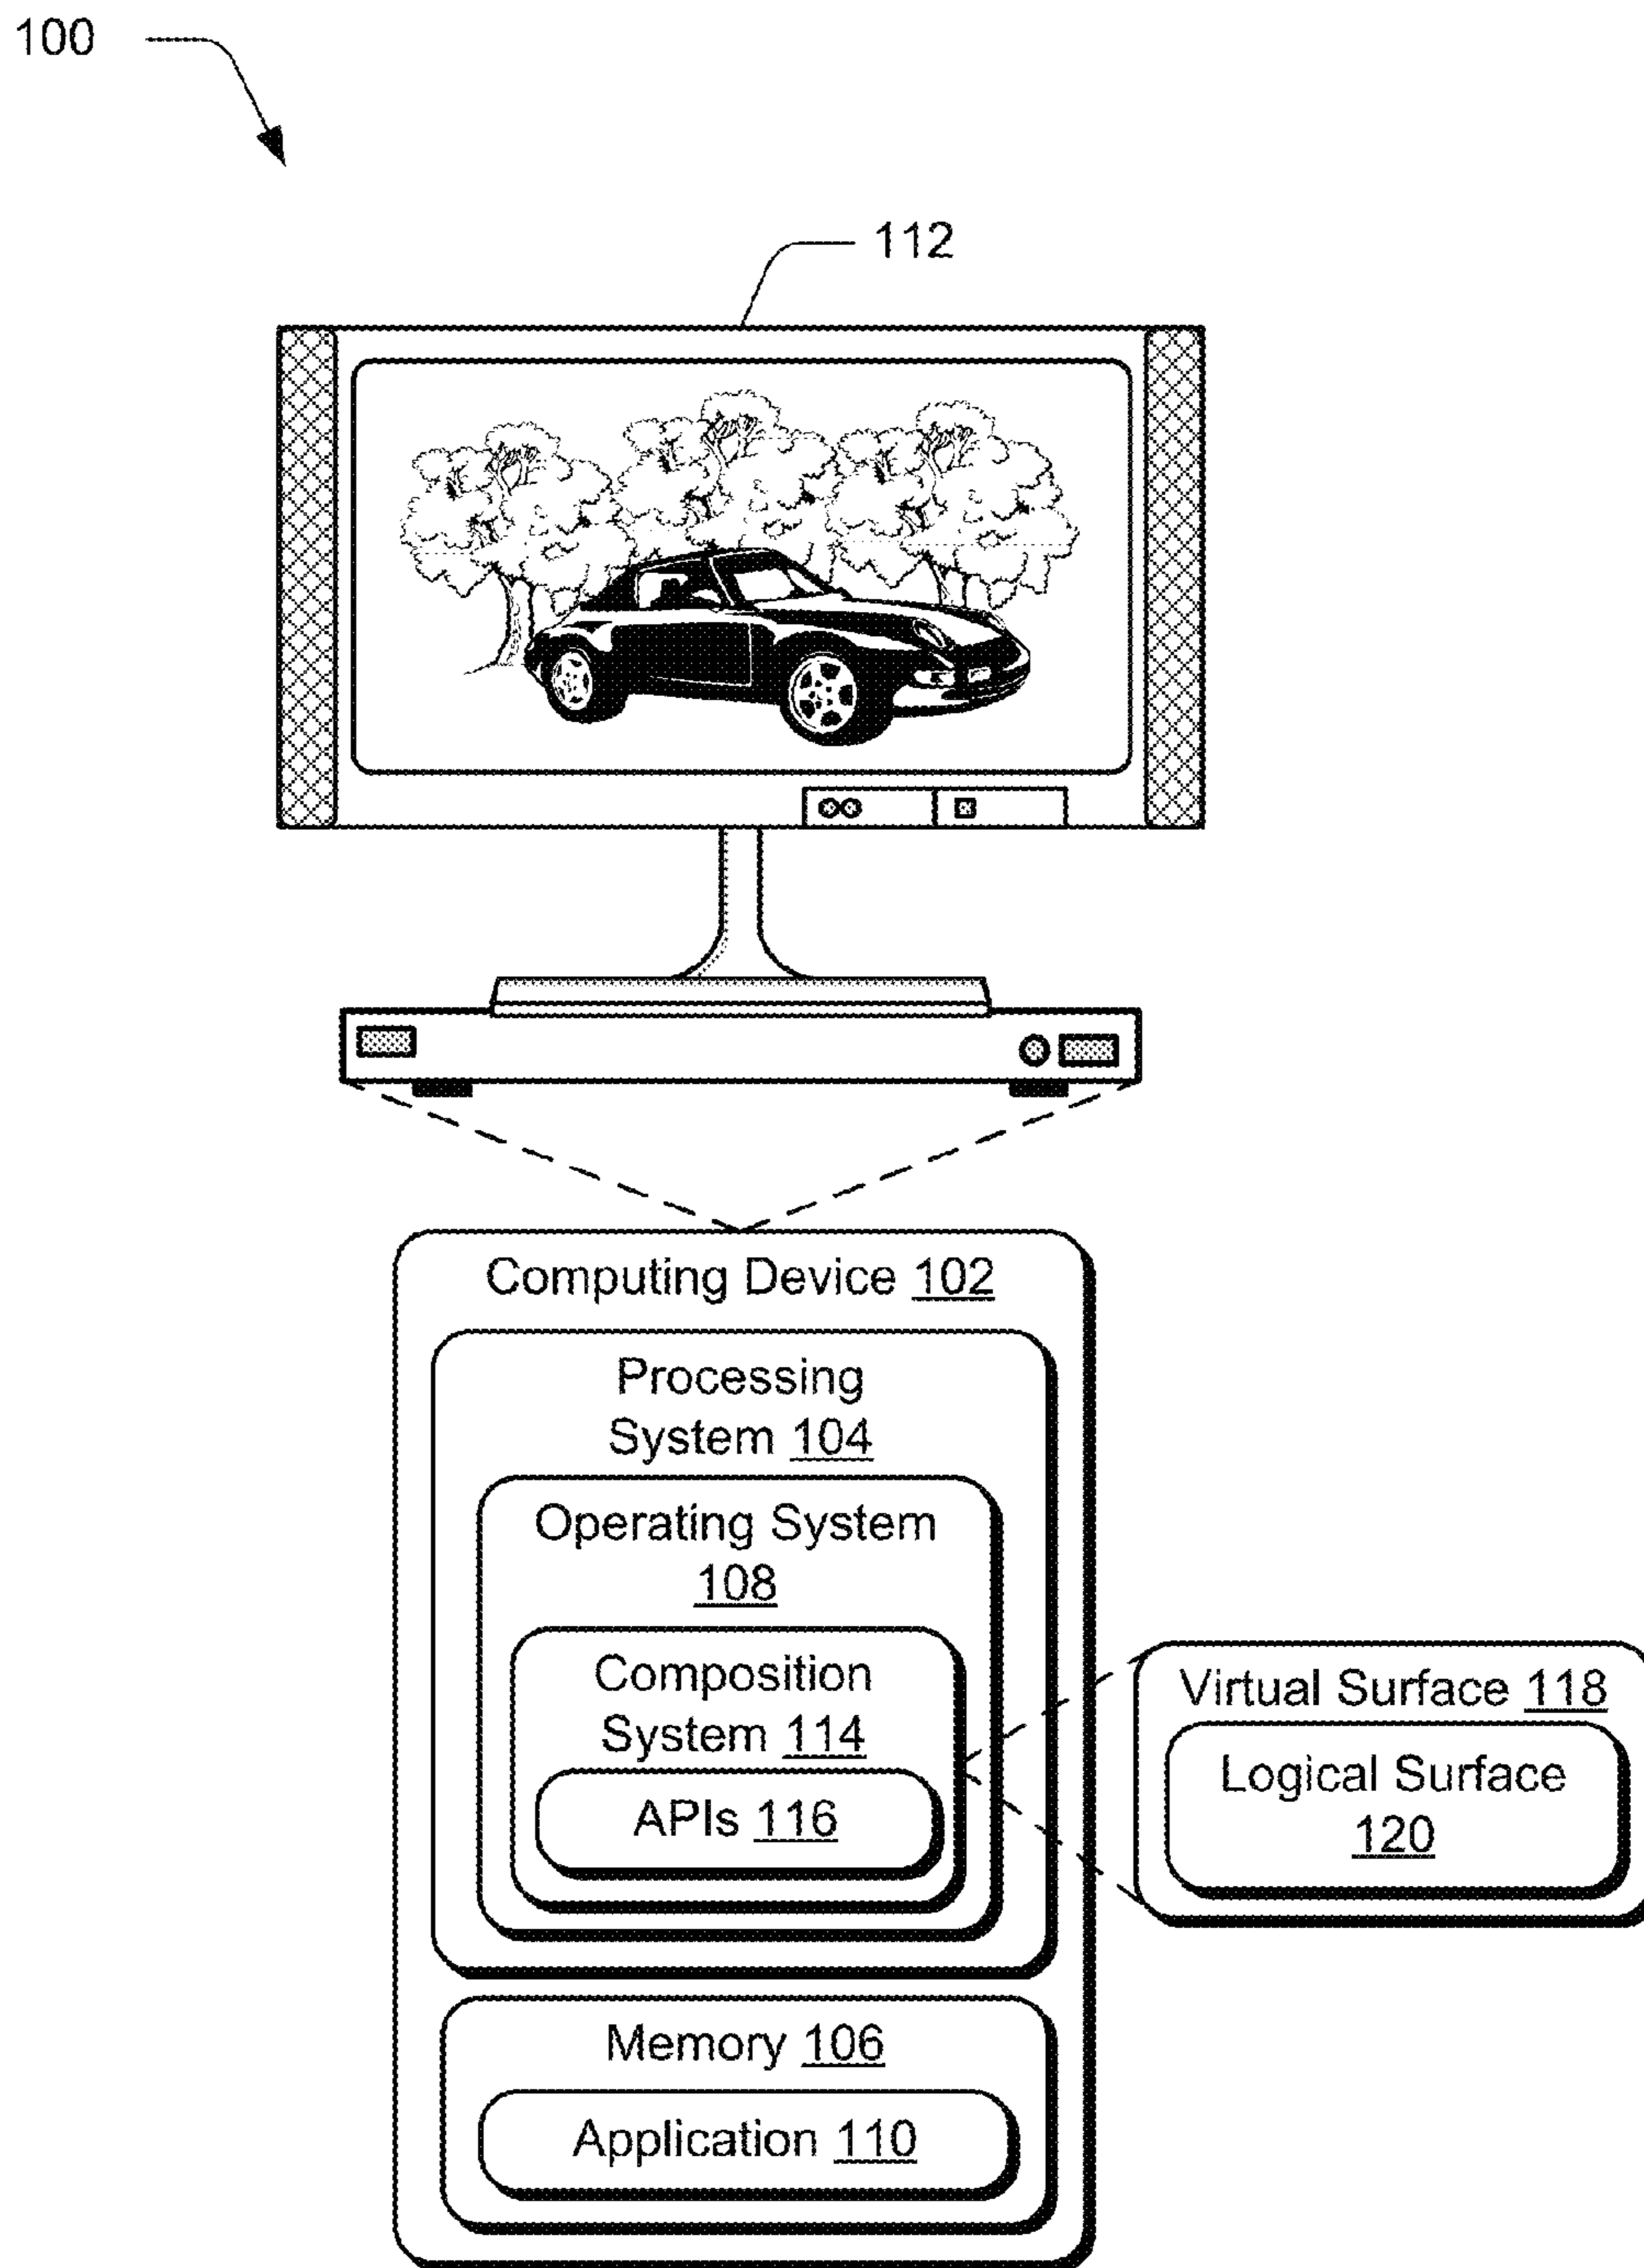 100
112
Computing Device 102
Processing
System 104
Operating System
108
Composition
System 114
APIs 116
Virtual Surface 118
Logical Surface
120
Memory 106
Application 110